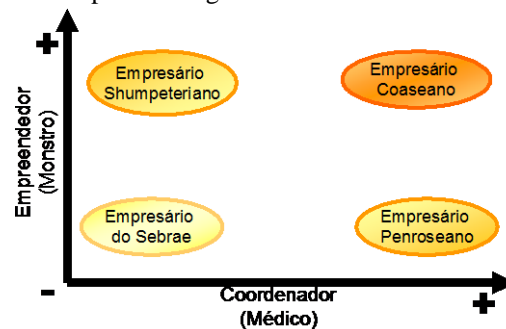 +
Empresário
Shumpeteriano
Empresário
Coaseano
Empreendedor
(Monstro)
Empresário
do Sebrae
Empresário
Penroseano
-
Coordenador
(Médico)
+